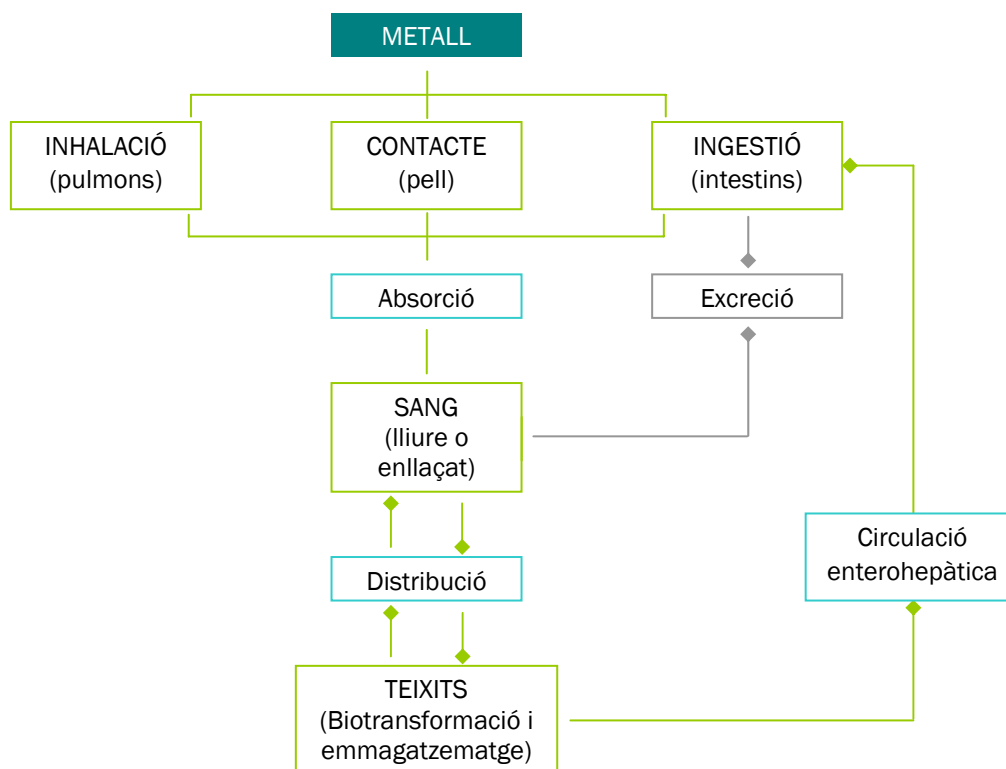 METALL
INHALACIÓ
(pulmons)
CONTACTE
(pell)
INGESTIÓ
(intestins)
Absorció
Excreció
SANG
(lliure o
enllaçat)
Circulació
enterohepàtica
Distribució
TEIXITS
(Biotransformació i
emmagatzematge)